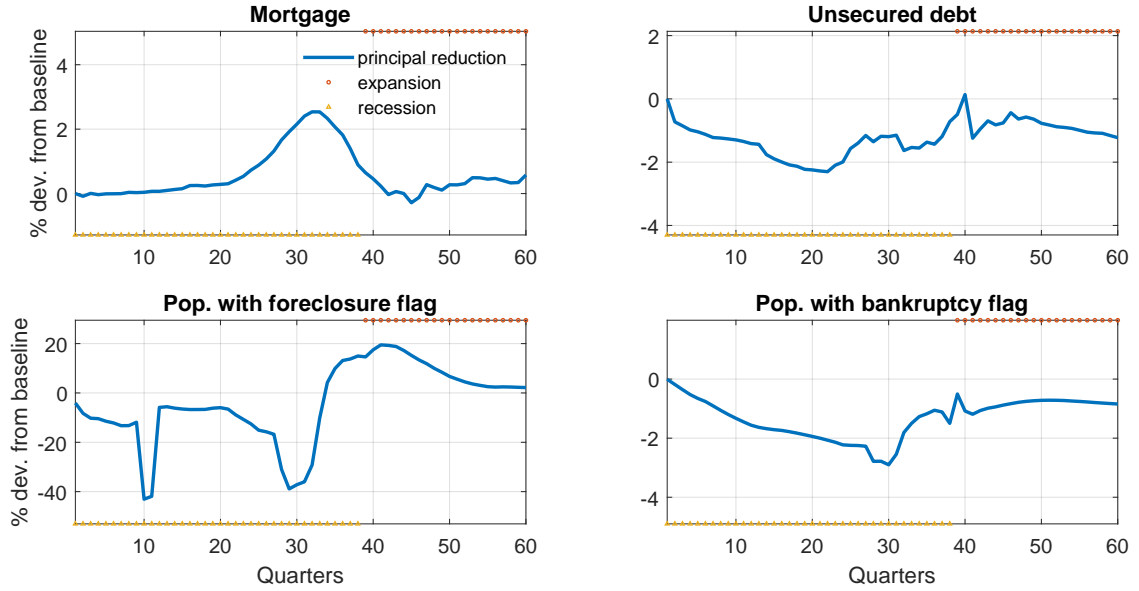 Mortgage
% dev. from baseline
4
2
0
principal reduction
expansion
recession
10 20 30 40 50 60
Unsecured debt
2
0
-2
-4
10 20 30 40 50 60
Pop. with foreclosure flag
% dev. from baseline
20
0
-20
-40
10 20 30 40 50 60
Quarters
Pop. with bankruptcy flag
0
-2
-4
10 20 30 40 50 60
Quarters